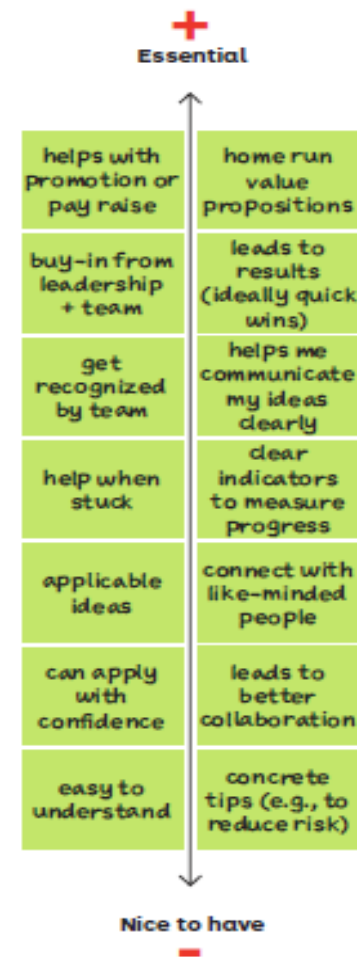 +
Essential
helps with
promotion or
pay raise
home run
value
propositions
buy-in from
leadership
+ team
leads to
results
(ideally quick
wins)
get
recognized
by team
helps me
communicate
my ideas
clearly
help when
stuck
clear
indicators
to measure
progress
applicable
ideas
connect with
like-minded
people
can apply
with
confidence
leads to
better
collaboration
easy to
understand
concrete
tips (e.g., to
reduce risk)
Nice to have
-